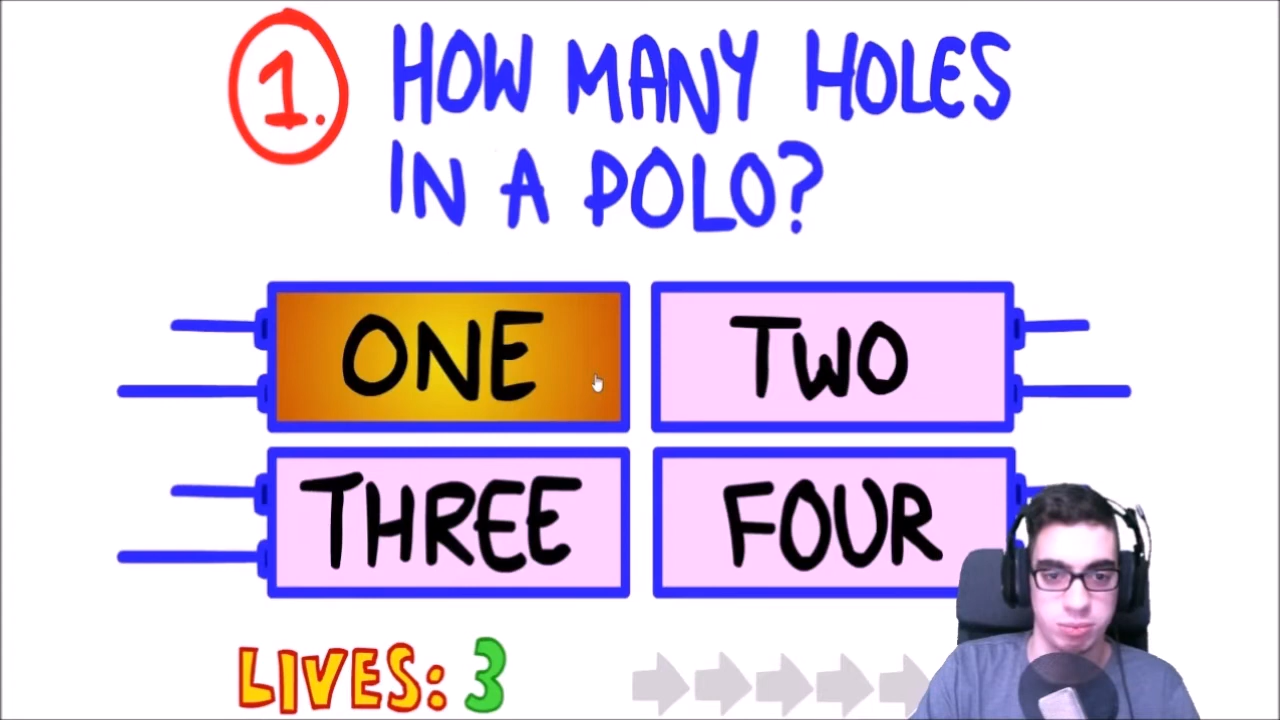 1. HOW MANY HOLES
IN A POLO?
ONE
TWO
THREE
FOUR
LIVES: 3